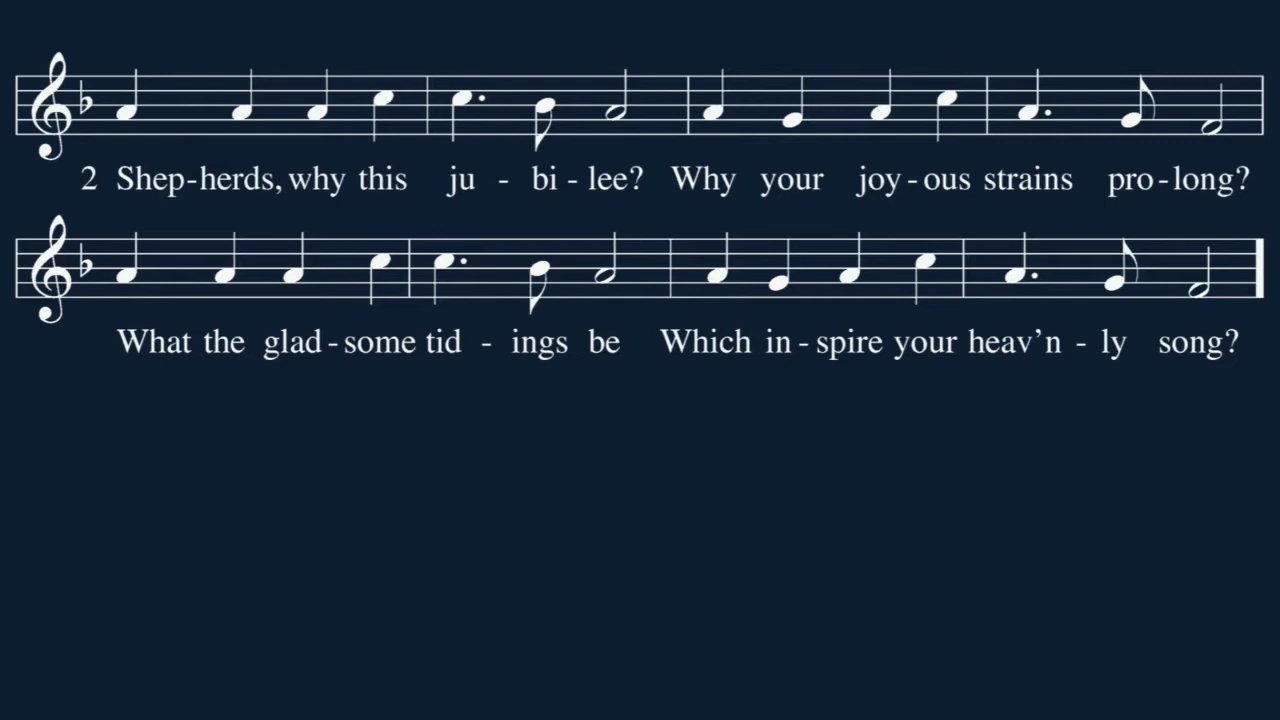 2 Shep-herds, why this ju - bi - lee? Why your joy - ous strains pro - long?
What the glad - some tid - ings be Which in - spire your heav’n - ly song?